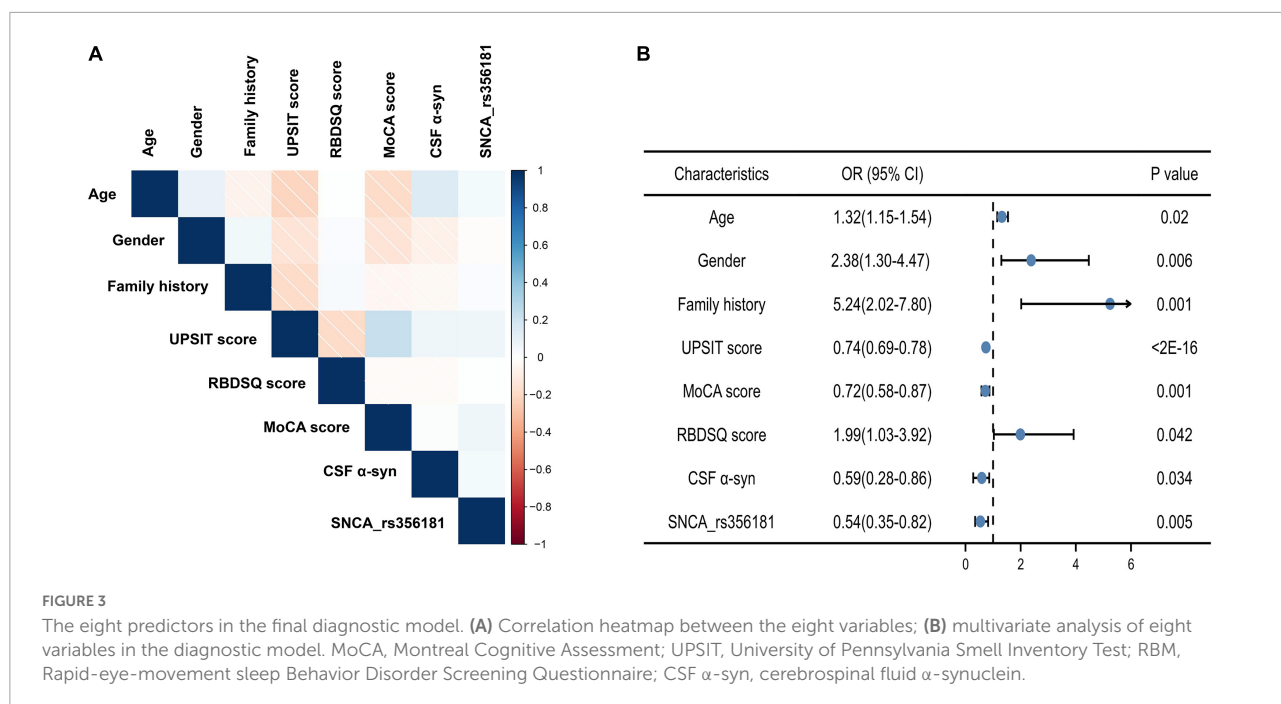 A
Age
Gender
Family history
UPSIT score
RBDSQ score
MoCA score
CSF α-syn
SNCA_rs356181
Age
Gender
Family history
UPSIT score
RBDSQ score
MoCA score
CSF α-syn
SNCA_rs356181
1
0.8
0.6
0.4
0.2
0
−0.2
−0.4
−0.6
−0.8
−1
B
Characteristics OR (95% CI) P value
Age 1.32(1.15-1.54) 0.02
Gender 2.38(1.30-4.47) 0.006
Family history 5.24(2.02-7.80) 0.001
UPSIT score 0.74(0.69-0.78) <2E-16
MoCA score 0.72(0.58-0.87) 0.001
RBDSQ score 1.99(1.03-3.92) 0.042
CSF α-syn 0.59(0.28-0.86) 0.034
SNCA_rs356181 0.54(0.35-0.82) 0.005
0 2 4 6
FIGURE 3
The eight predictors in the final diagnostic model. (A) Correlation heatmap between the eight variables; (B) multivariate analysis of eight
variables in the diagnostic model. MoCA, Montreal Cognitive Assessment; UPSIT, University of Pennsylvania Smell Inventory Test; RBM,
Rapid-eye-movement sleep Behavior Disorder Screening Questionnaire; CSF α-syn, cerebrospinal fluid α-synuclein.